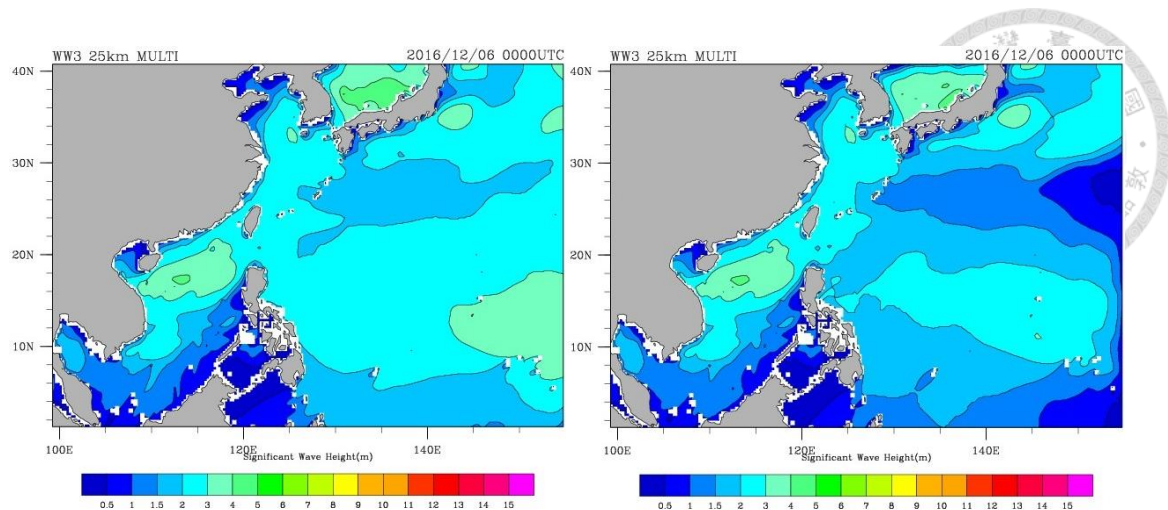 WW3 25km MULTI 2016/12/06 0000UTC
40N
30N
20N
10N
100E 120E 140E
Significant Wave Height(m)
0.5 1 1.5 2 3 4 5 6 7 8 9 10 11 12 13 14 15
WW3 25km MULTI 2016/12/06 0000UTC
40N
30N
20N
10N
100E 120E 140E
Significant Wave Height(m)
0.5 1 1.5 2 3 4 5 6 7 8 9 10 11 12 13 14 15